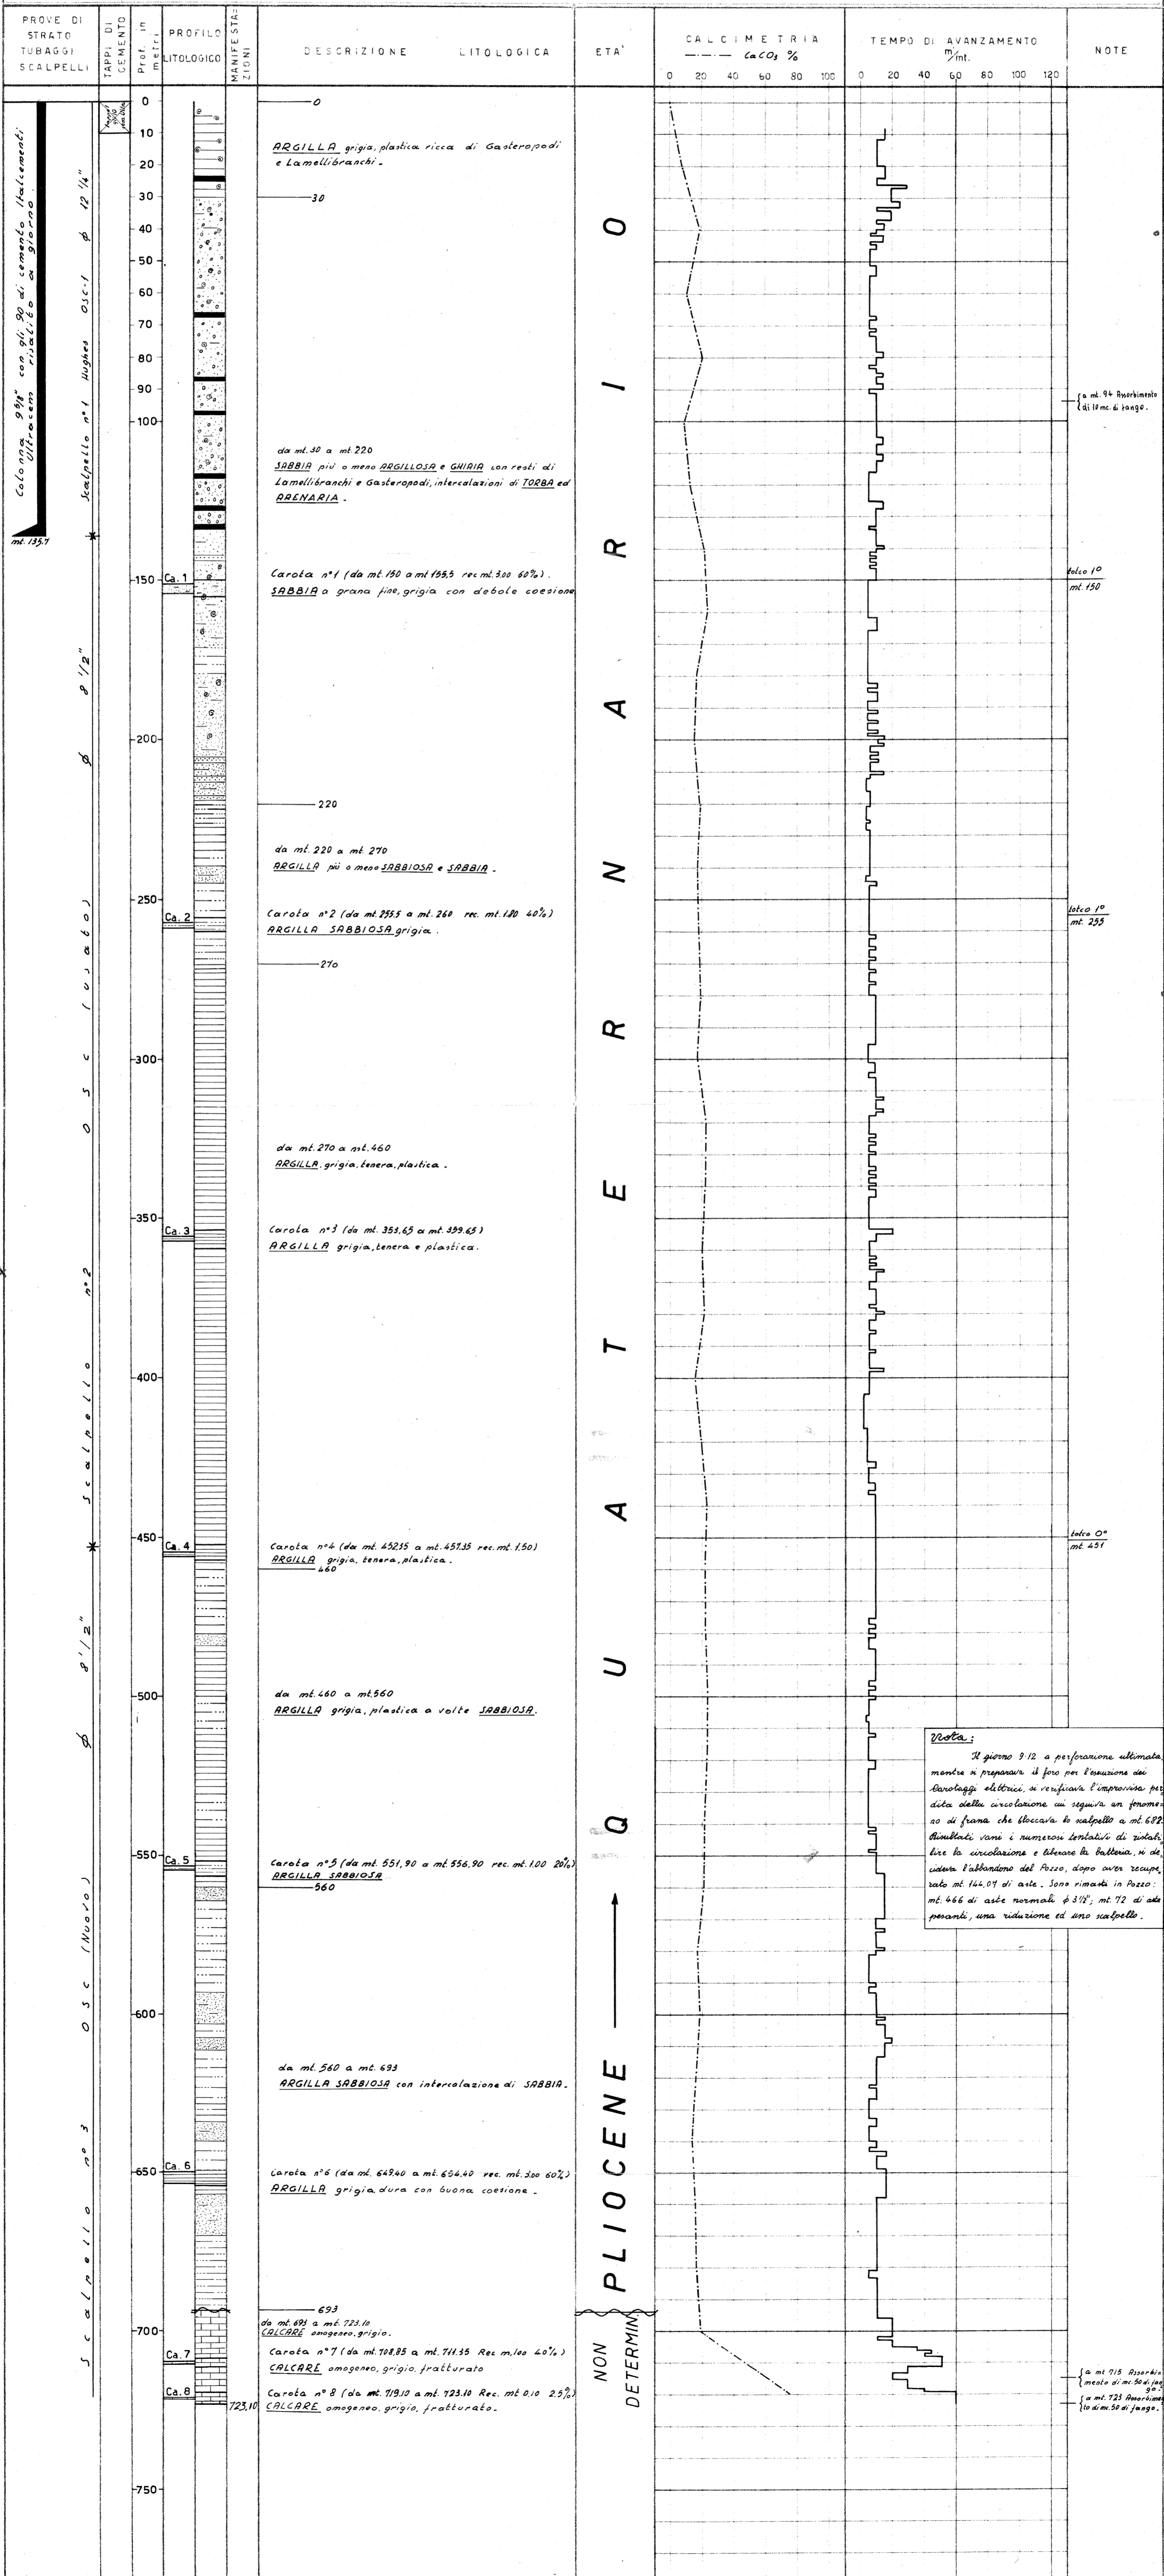 PROVE DI
STRATO
TUBAGGI
SCALPELLI
TAPPI DI
CEMENTO
Prof. in
metri
PROFILO
LITOLOGICO
MANIFESTA=
ZIONI
DESCRIZIONE LITOLOGICA
ETA'
CALCIMETRIA
CaCO3 %
0 20 40 60 80 100
TEMPO DI AVANZAMENTO
m'/mt.
0 20 40 60 80 100 120
NOTE
Colonna 9 5/8" con gli 90 di cemento Italcementi
Ultracem risalito a giorno.
mt. 135.7
Scalpello n°1 Hughes OSC-1 ϕ 12 1/4"
Scalpello n°2 OSC (usato) ϕ 8 1/2"
Scalpello n°3 OSC (Nuovo) ϕ 8 1/2"
0
10
20
30
40
50
60
70
80
90
100
150
200
250
300
350
400
450
500
550
600
650
700
750
Ca. 1
Ca. 2
Ca. 3
Ca. 4
Ca. 5
Ca. 6
Ca. 7
Ca. 8
723,10
0
ARGILLA grigia, plastica ricca di Gasteropodi
e Lamellibranchi.
30
da mt. 30 a mt 220
SABBIA più o meno ARGILLOSA e GHIAIA con resti di
Lamellibranchi e Gasteropodi, intercalazioni di TORBA ed
ARENARIA.
Carota n°1 (da mt. 150 a mt 155,5 rec mt. 3.00 60%).
SABBIA a grana fine, grigia con debole coesione
220
da mt. 220 a mt 270
ARGILLA più o meno SABBIOSA e SABBIA.
Carota n°2 (da mt. 255.5 a mt. 260 rec. mt. 1.80 40%)
ARGILLA SABBIOSA grigia.
270
da mt. 270 a mt. 460
ARGILLA, grigia, tenera, plastica.
Carota n°3 (da mt. 353,65 a mt. 359.65)
ARGILLA grigia, tenera e plastica.
Carota n°4 (da mt. 452.35 a mt. 457.35 rec. mt. 1.50)
ARGILLA grigia, tenera, plastica.
460
da mt. 460 a mt. 560
ARGILLA grigia, plastica a volte SABBIOSA.
Carota n°5 (da mt. 551,90 a mt. 556,90 rec. mt. 1.00 20%)
ARGILLA SABBIOSA
560
da mt. 560 a mt. 693
ARGILLA SABBIOSA con intercalazione di SABBIA.
Carota n°6 (da mt. 649.40 a mt. 654.40 rec. mt. 3.00 60%)
ARGILLA grigia dura con buona coesione.
693
da mt. 693 a mt. 723.10
CALCARE omogeneo, grigio.
Carota n°7 (da mt. 708,85 a mt. 711.35 Rec m. 1,00 40%)
CALCARE omogeneo, grigio, fratturato
Carota n°8 (da mt. 719.10 a mt. 723.10 Rec. mt 0.10 2.5%)
CALCARE omogeneo, grigio, fratturato.
QUATERNARIO
PLIOCENE
NON
DETERMIN.
a mt. 94 Assorbimento
di 10 mc. di fango.
totco 1°
mt. 150
totco 1°
mt. 255
totco 0°
mt. 451
Nota:
Il giorno 9-12 a perforazione ultimata,
mentre si preparava il foro per l'esecuzione dei
Carotaggi elettrici, si verificava l'improvvisa per
dita della circolazione cui seguiva un fenome=
no di frana che bloccava lo scalpello a mt. 682.
Risultati vani i numerosi tentativi di ristabi,
lire la circolazione e liberare la batteria, si de,
cideva l'abbandono del Pozzo, dopo aver recupe,
rato mt. 144,07 di aste. Sono rimasti in Pozzo:
mt. 466 di aste normali ϕ 3 1/2"; mt. 72 di aste
pesanti, una riduzione ed uno scalpello.
a mt 715 Assorbi=
mento di mc. 50 di fan
go.
a mt. 723 Assorbimen
to di mc. 50 di fango.